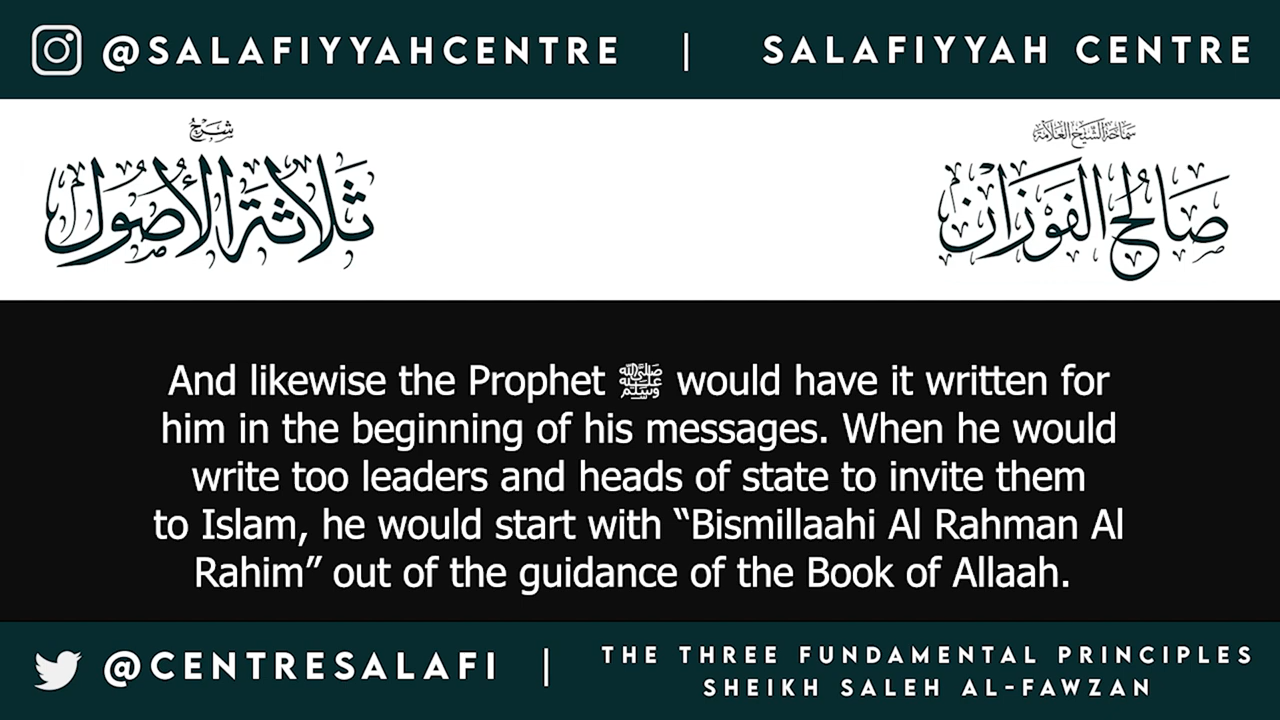 @SALAFIYYAHCENTRE | SALAFIYYAH CENTRE
شرح
ثلاثة الأصول
سماحة الشيخ العلامة
صالح الفوزان
And likewise the Prophet ﷺ would have it written for
him in the beginning of his messages. When he would
write too leaders and heads of state to invite them
to Islam, he would start with “Bismillaahi Al Rahman Al
Rahim” out of the guidance of the Book of Allaah.
@CENTRESALAFI | THE THREE FUNDAMENTAL PRINCIPLES
SHEIKH SALEH AL-FAWZAN